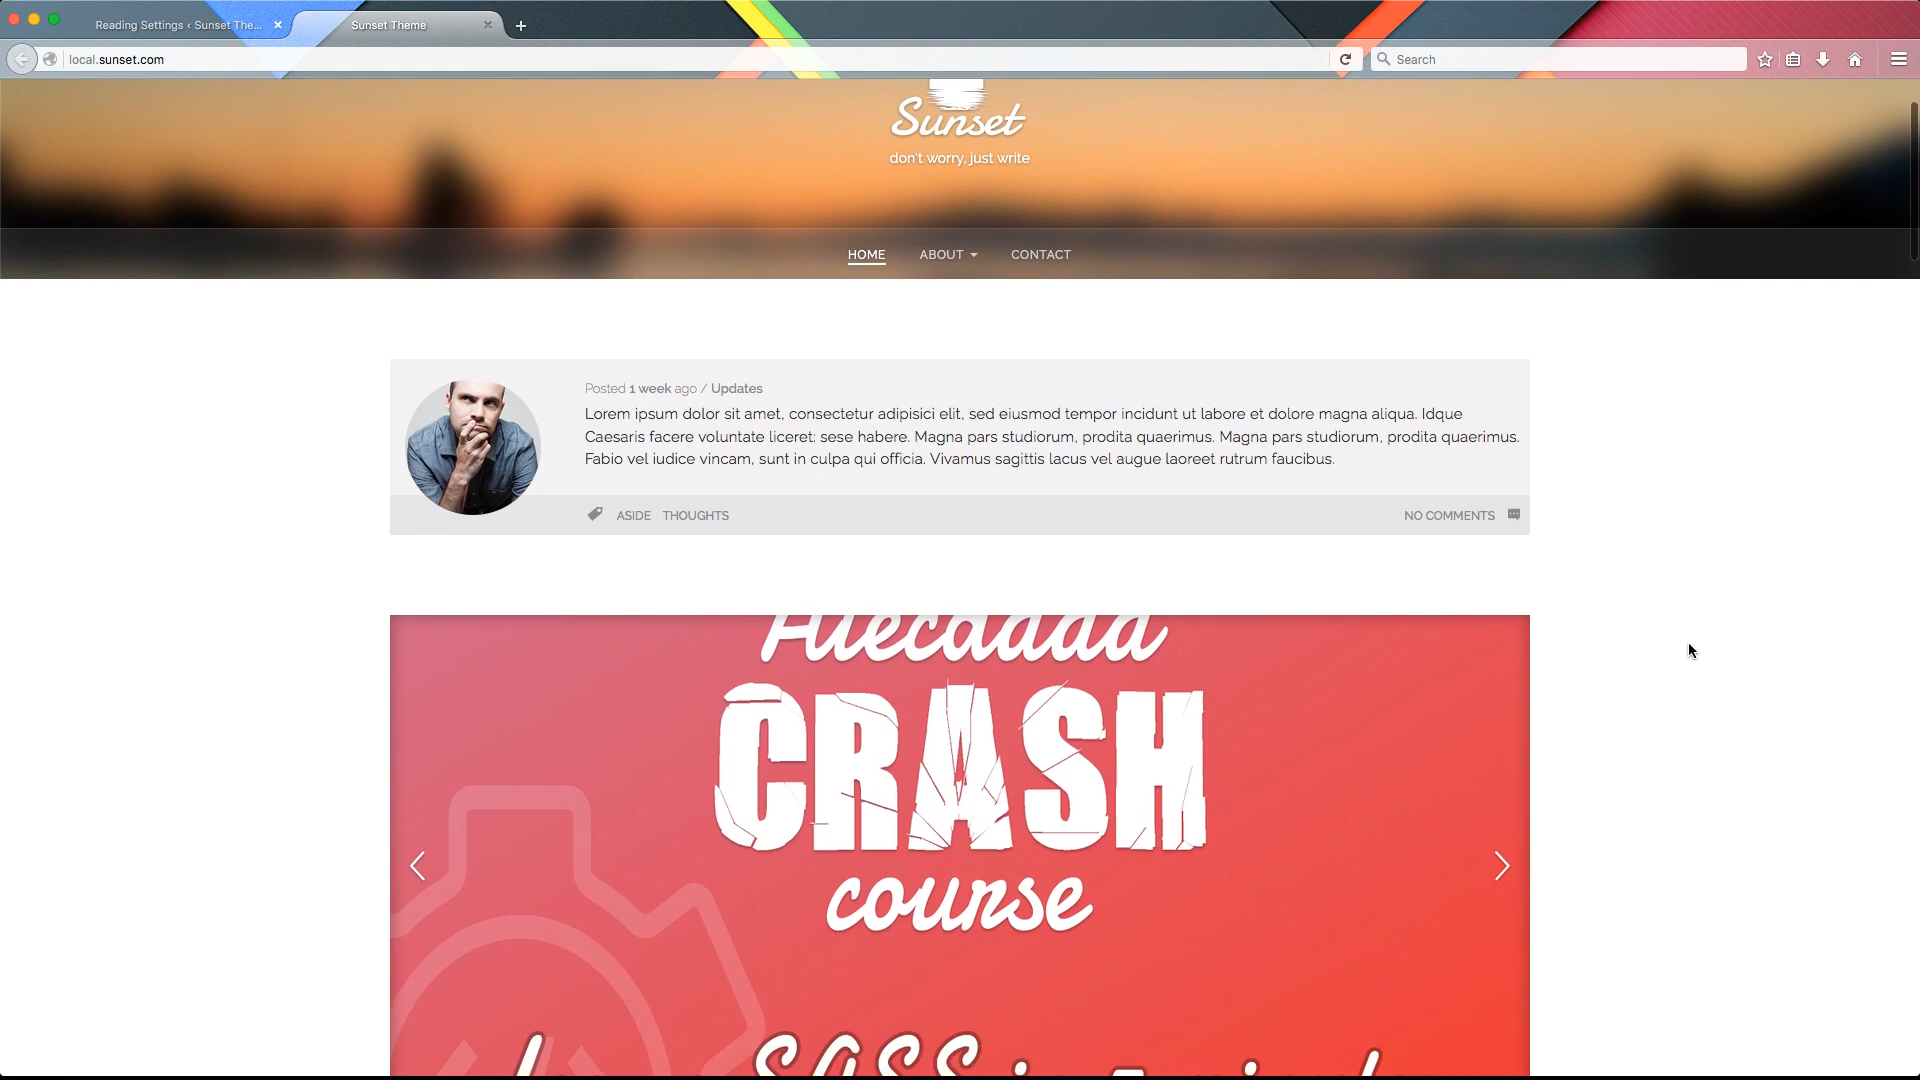 Reading Settings ‹ Sunset The...
Sunset Theme
local.sunset.com
Search
Sunset
don't worry, just write
HOME ABOUT CONTACT
Posted 1 week ago / Updates
Lorem ipsum dolor sit amet, consectetur adipisici elit, sed eiusmod tempor incidunt ut labore et dolore magna aliqua. Idque
Caesaris facere voluntate liceret: sese habere. Magna pars studiorum, prodita quaerimus. Magna pars studiorum, prodita quaerimus.
Fabio vel iudice vincam, sunt in culpa qui officia. Vivamus sagittis lacus vel augue laoreet rutrum faucibus.
ASIDE THOUGHTS
NO COMMENTS
Alecaddd
CRASH
course
SASS